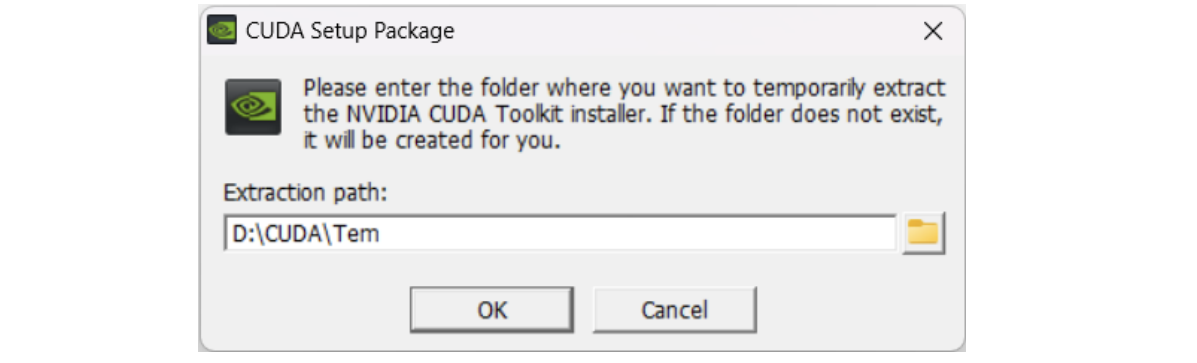 CUDA Setup Package
Please enter the folder where you want to temporarily extract
the NVIDIA CUDA Toolkit installer. If the folder does not exist,
it will be created for you.
Extraction path:
D:\CUDA\Tem
OK
Cancel